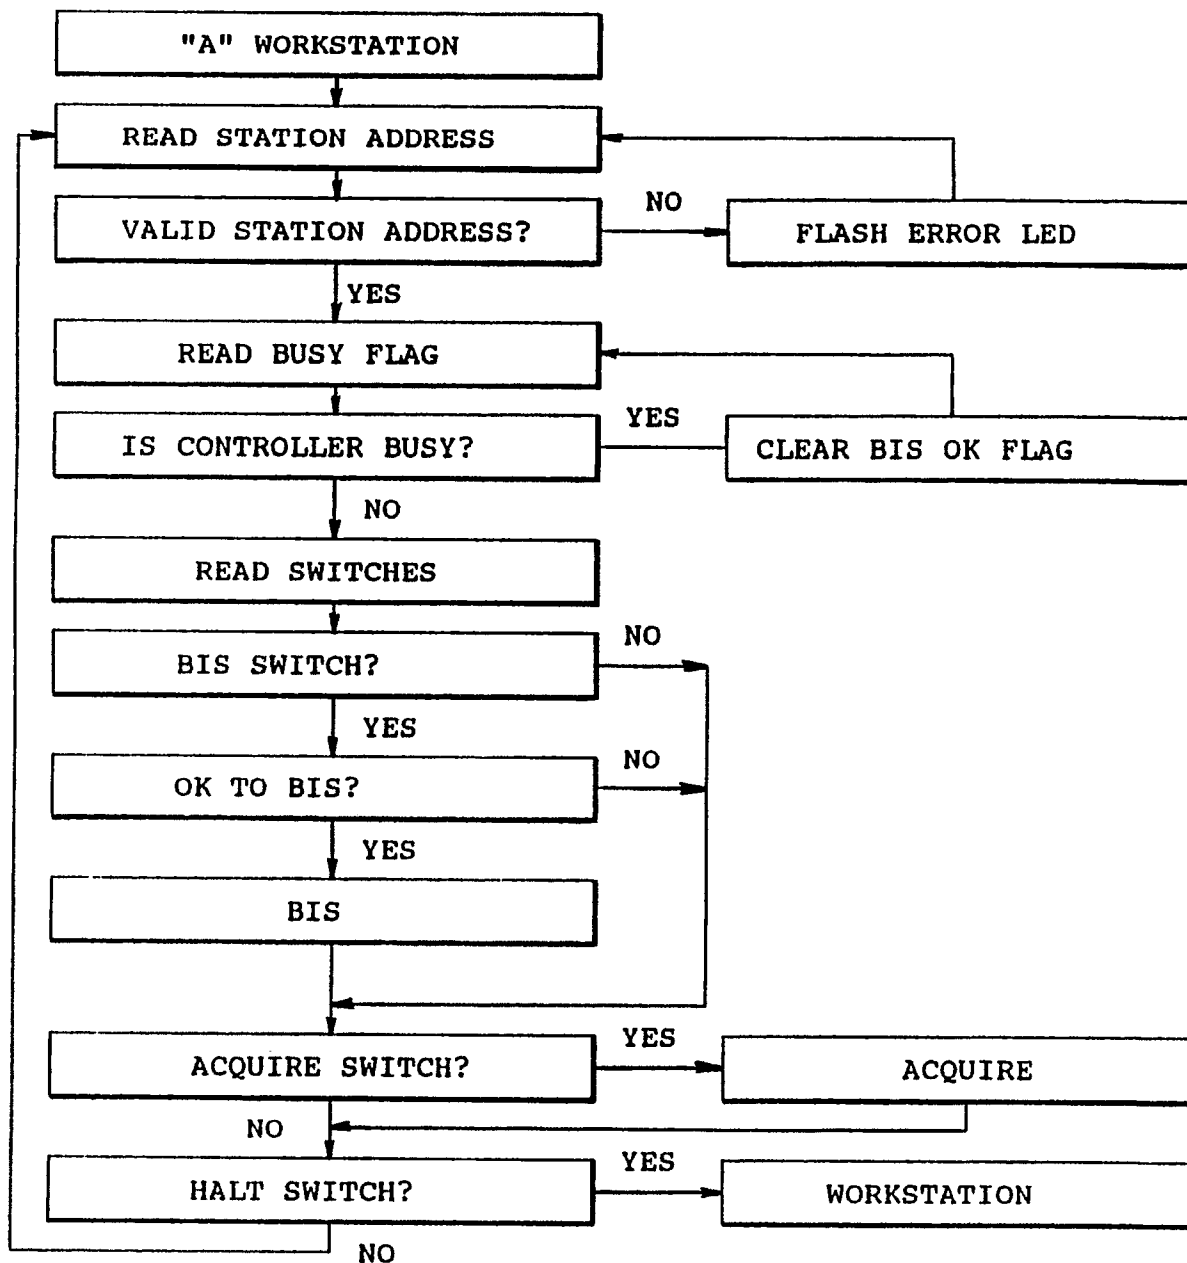 "A" WORKSTATION
READ STATION ADDRESS
VALID STATION ADDRESS?
NO
FLASH ERROR LED
YES
READ BUSY FLAG
IS CONTROLLER BUSY?
YES
CLEAR BIS OK FLAG
NO
READ SWITCHES
BIS SWITCH?
NO
YES
OK TO BIS?
NO
YES
BIS
ACQUIRE SWITCH?
YES
ACQUIRE
NO
HALT SWITCH?
YES
WORKSTATION
NO